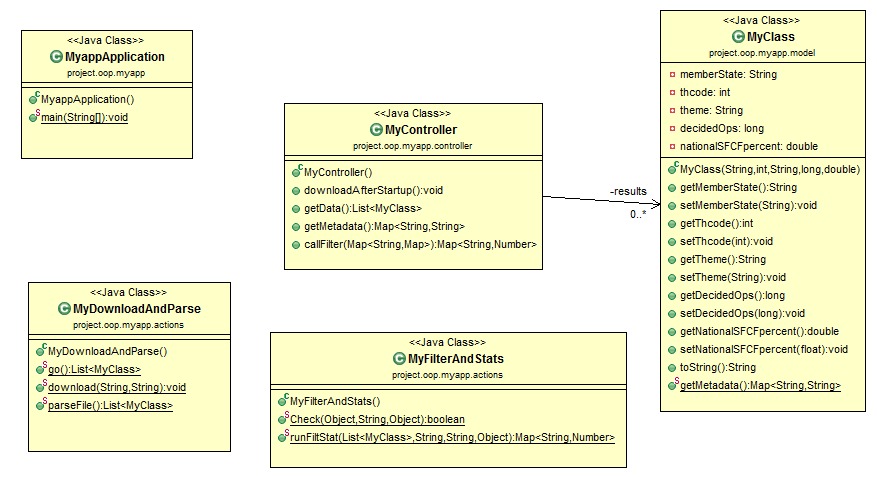 <<Java Class>>
MyappApplication
project.oop.myapp
MyappApplication()
main(String[]):void
<<Java Class>>
MyController
project.oop.myapp.controller
MyController()
downloadAfterStartup():void
getData():List<MyClass>
getMetadata():Map<String,String>
callFilter(Map<String,Map>):Map<String,Number>
-results
0..*
<<Java Class>>
MyClass
project.oop.myapp.model
memberState: String
thcode: int
theme: String
decidedOps: long
nationalSFCFpercent: double
MyClass(String,int,String,long,double)
getMemberState():String
setMemberState(String):void
getThcode():int
setThcode(int):void
getTheme():String
setTheme(String):void
getDecidedOps():long
setDecidedOps(long):void
getNationalSFCFpercent():double
setNationalSFCFpercent(float):void
toString():String
getMetadata():Map<String,String>
<<Java Class>>
MyDownloadAndParse
project.oop.myapp.actions
MyDownloadAndParse()
go():List<MyClass>
download(String,String):void
parseFile():List<MyClass>
<<Java Class>>
MyFilterAndStats
project.oop.myapp.actions
MyFilterAndStats()
Check(Object,String,Object):boolean
runFiltStat(List<MyClass>,String,String,Object):Map<String,Number>